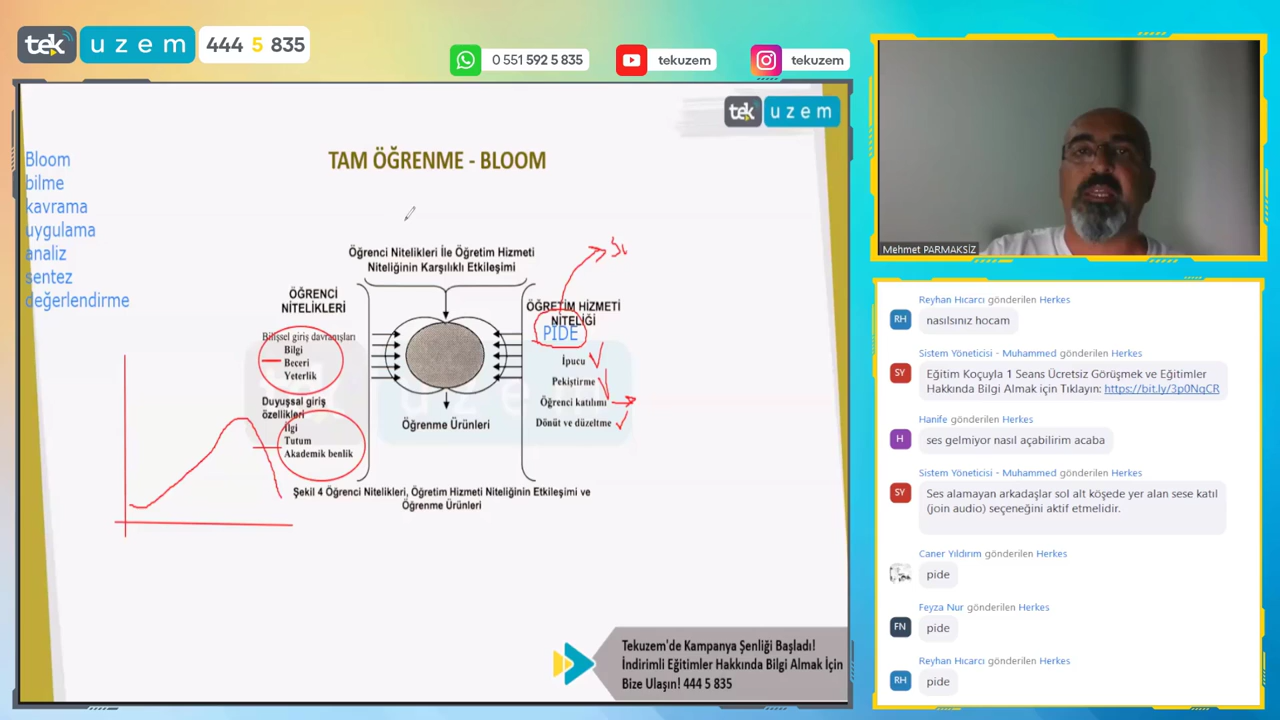 tek uzem 444 5 835
0 551 592 5 835
tekuzem
tekuzem
tek uzem
TAM ÖĞRENME - BLOOM
Bloom
bilme
kavrama
uygulama
analiz
sentez
değerlendirme
Öğrenci Nitelikleri İle Öğretim Hizmeti
Niteliğinin Karşılıklı Etkileşimi
ÖĞRENCİ
NİTELİKLERİ
Bilişsel giriş davranışları
Bilgi
Beceri
Yeterlik
Duyuşsal giriş
özellikleri
İlgi
Tutum
Akademik benlik
ÖĞRETİM HİZMETİ
NİTELİĞİ
PİDE
İpucu
Pekiştirme
Öğrenci katılımı
Dönüt ve düzeltme
Öğrenme Ürünleri
Şekil 4 Öğrenci Nitelikleri, Öğretim Hizmeti Niteliğinin Etkileşimi ve
Öğrenme Ürünleri
Tekuzem'de Kampanya Şenliği Başladı!
İndirimli Eğitimler Hakkında Bilgi Almak İçin
Bize Ulaşın! 444 5 835
Mehmet PARMAKSİZ
Reyhan Hıcarcı gönderilen Herkes
RH
nasılsınız hocam
Sistem Yöneticisi - Muhammed gönderilen Herkes
SY
Eğitim Koçuyla 1 Seans Ücretsiz Görüşmek ve Eğitimler
Hakkında Bilgi Almak için Tıklayın: https://bit.ly/3p0NqCR
Hanife gönderilen Herkes
H
ses gelmiyor nasıl açabilirim acaba
Sistem Yöneticisi - Muhammed gönderilen Herkes
SY
Ses alamayan arkadaşlar sol alt köşede yer alan sese katıl
(join audio) seçeneğini aktif etmelidir.
Caner Yıldırım gönderilen Herkes
pide
Feyza Nur gönderilen Herkes
FN
pide
Reyhan Hıcarcı gönderilen Herkes
RH
pide